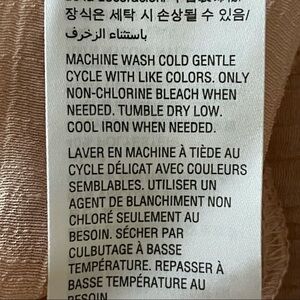 장식은 세탁 시 손상될 수 있음/
باستثناء الزخرف/
MACHINE WASH COLD GENTLE
CYCLE WITH LIKE COLORS. ONLY
NON-CHLORINE BLEACH WHEN
NEEDED. TUMBLE DRY LOW.
COOL IRON WHEN NEEDED.
LAVER EN MACHINE À TIÈDE AU
CYCLE DÉLICAT AVEC COULEURS
SEMBLABLES. UTILISER UN
AGENT DE BLANCHIMENT NON
CHLORÉ SEULEMENT AU
BESOIN. SÉCHER PAR
CULBUTAGE À BASSE
TEMPÉRATURE. REPASSER À
BASSE TEMPÉRATURE AU
BESOIN